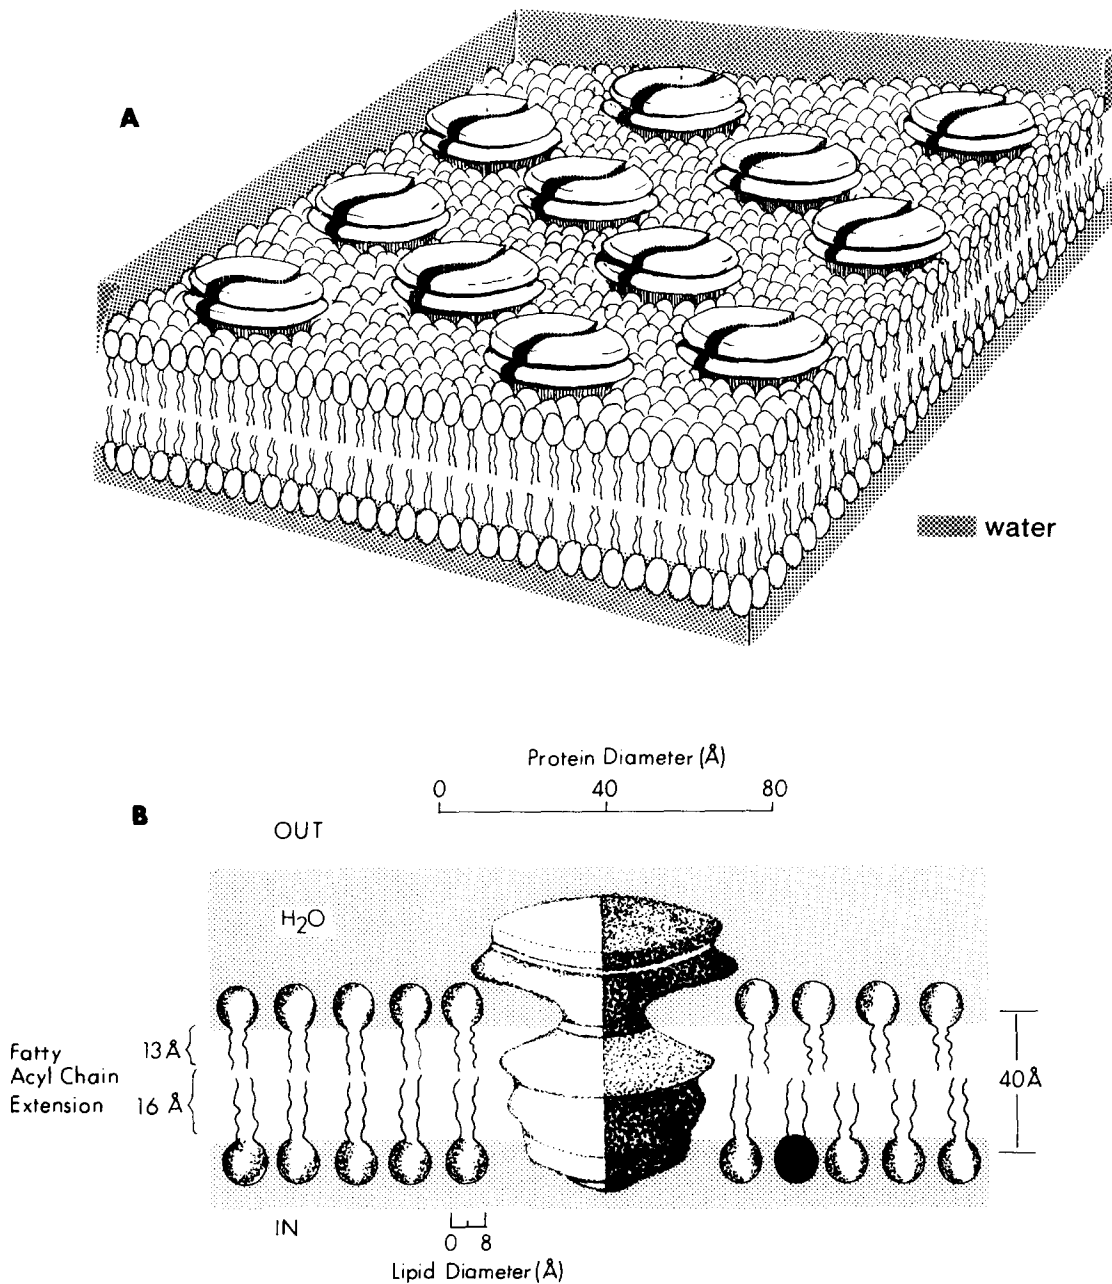 A
water
Protein Diameter (Å)
0 40 80
B
OUT
H₂O
Fatty
Acyl Chain
Extension
13 Å
16 Å
40 Å
IN
0 8
Lipid Diameter (Å)